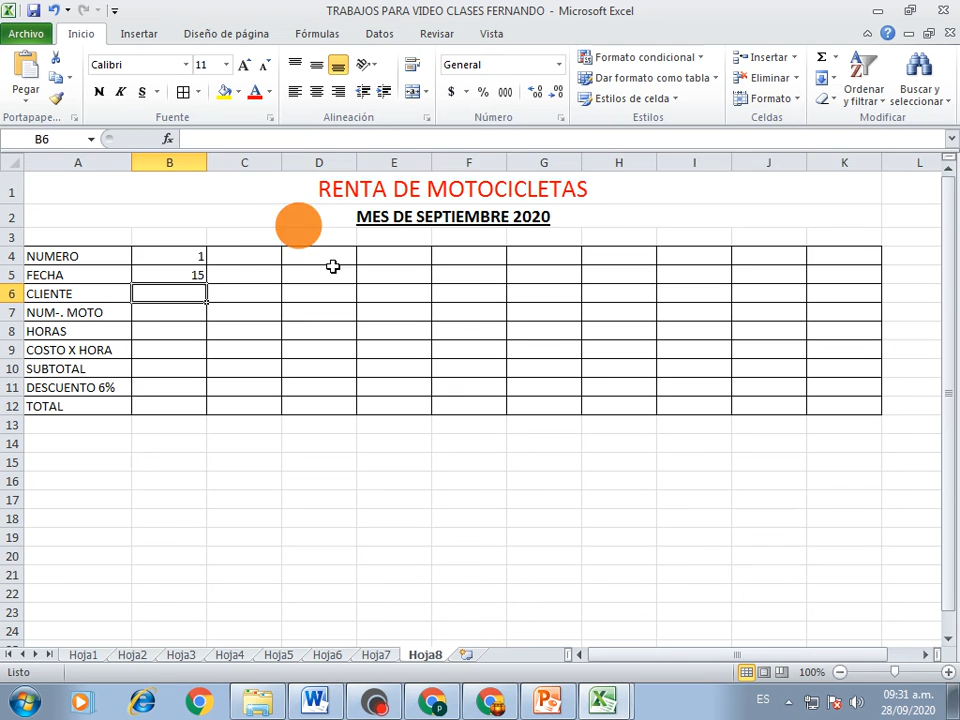 TRABAJOS PARA VIDEO CLASES FERNANDO - Microsoft Excel
Archivo Inicio Insertar Diseño de página Fórmulas Datos Revisar Vista
Calibri 11 General Formato condicional Insertar Σ
Pegar N K S $ % 000 Dar formato como tabla Eliminar Ordenar y filtrar Buscar y seleccionar
Estilos de celda Formato
Portapape... Fuente Alineación Número Estilos Celdas Modificar
B6 fx
A B C D E F G H I J K L
1 RENTA DE MOTOCICLETAS
2 MES DE SEPTIEMBRE 2020
3
4 NUMERO 1
5 FECHA 15
6 CLIENTE
7 NUM-. MOTO
8 HORAS
9 COSTO X HORA
10 SUBTOTAL
11 DESCUENTO 6%
12 TOTAL
13
14
15
16
17
18
19
20
21
22
23
24
Hoja1 Hoja2 Hoja3 Hoja4 Hoja5 Hoja6 Hoja7 Hoja8
Listo 100%
ES 09:31 a.m.
28/09/2020